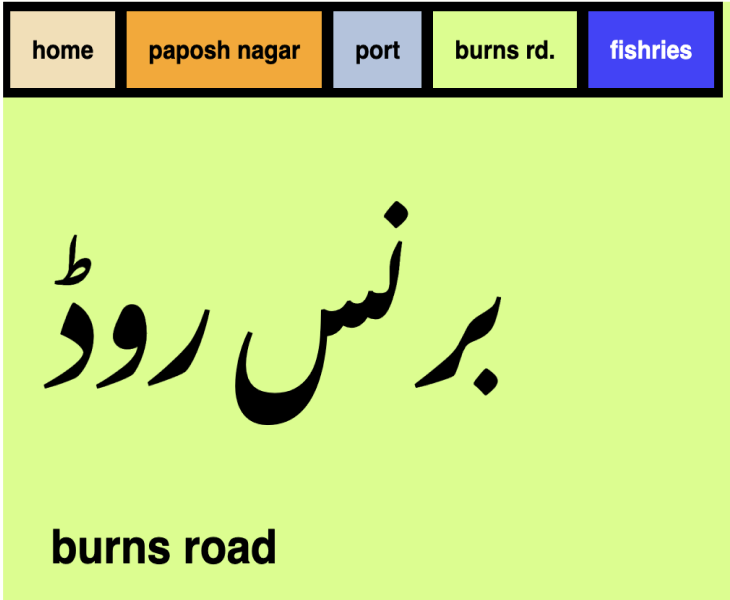 home paposh nagar port burns rd. fishries
برنس روڈ
burns road